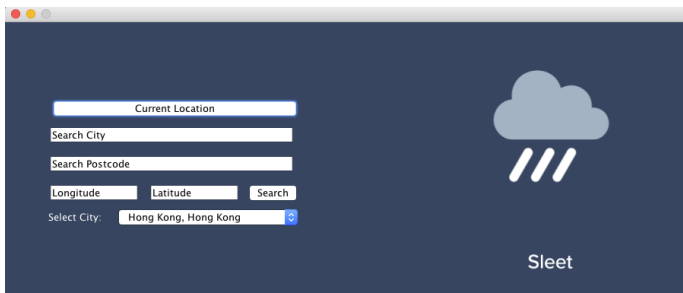 Current Location
Search City
Search Postcode
Longitude Latitude Search
Select City: Hong Kong, Hong Kong
Sleet